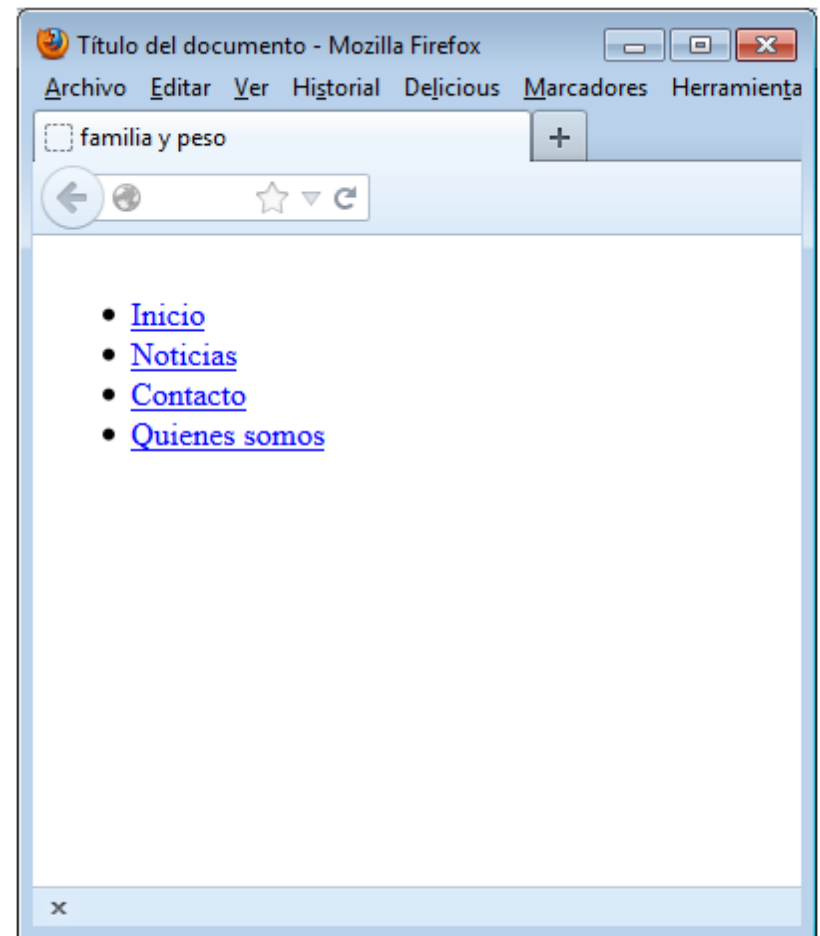 Título del documento - Mozilla Firefox
Archivo Editar Ver Historial Delicious Marcadores Herramienta
familia y peso
Inicio
Noticias
Contacto
Quienes somos